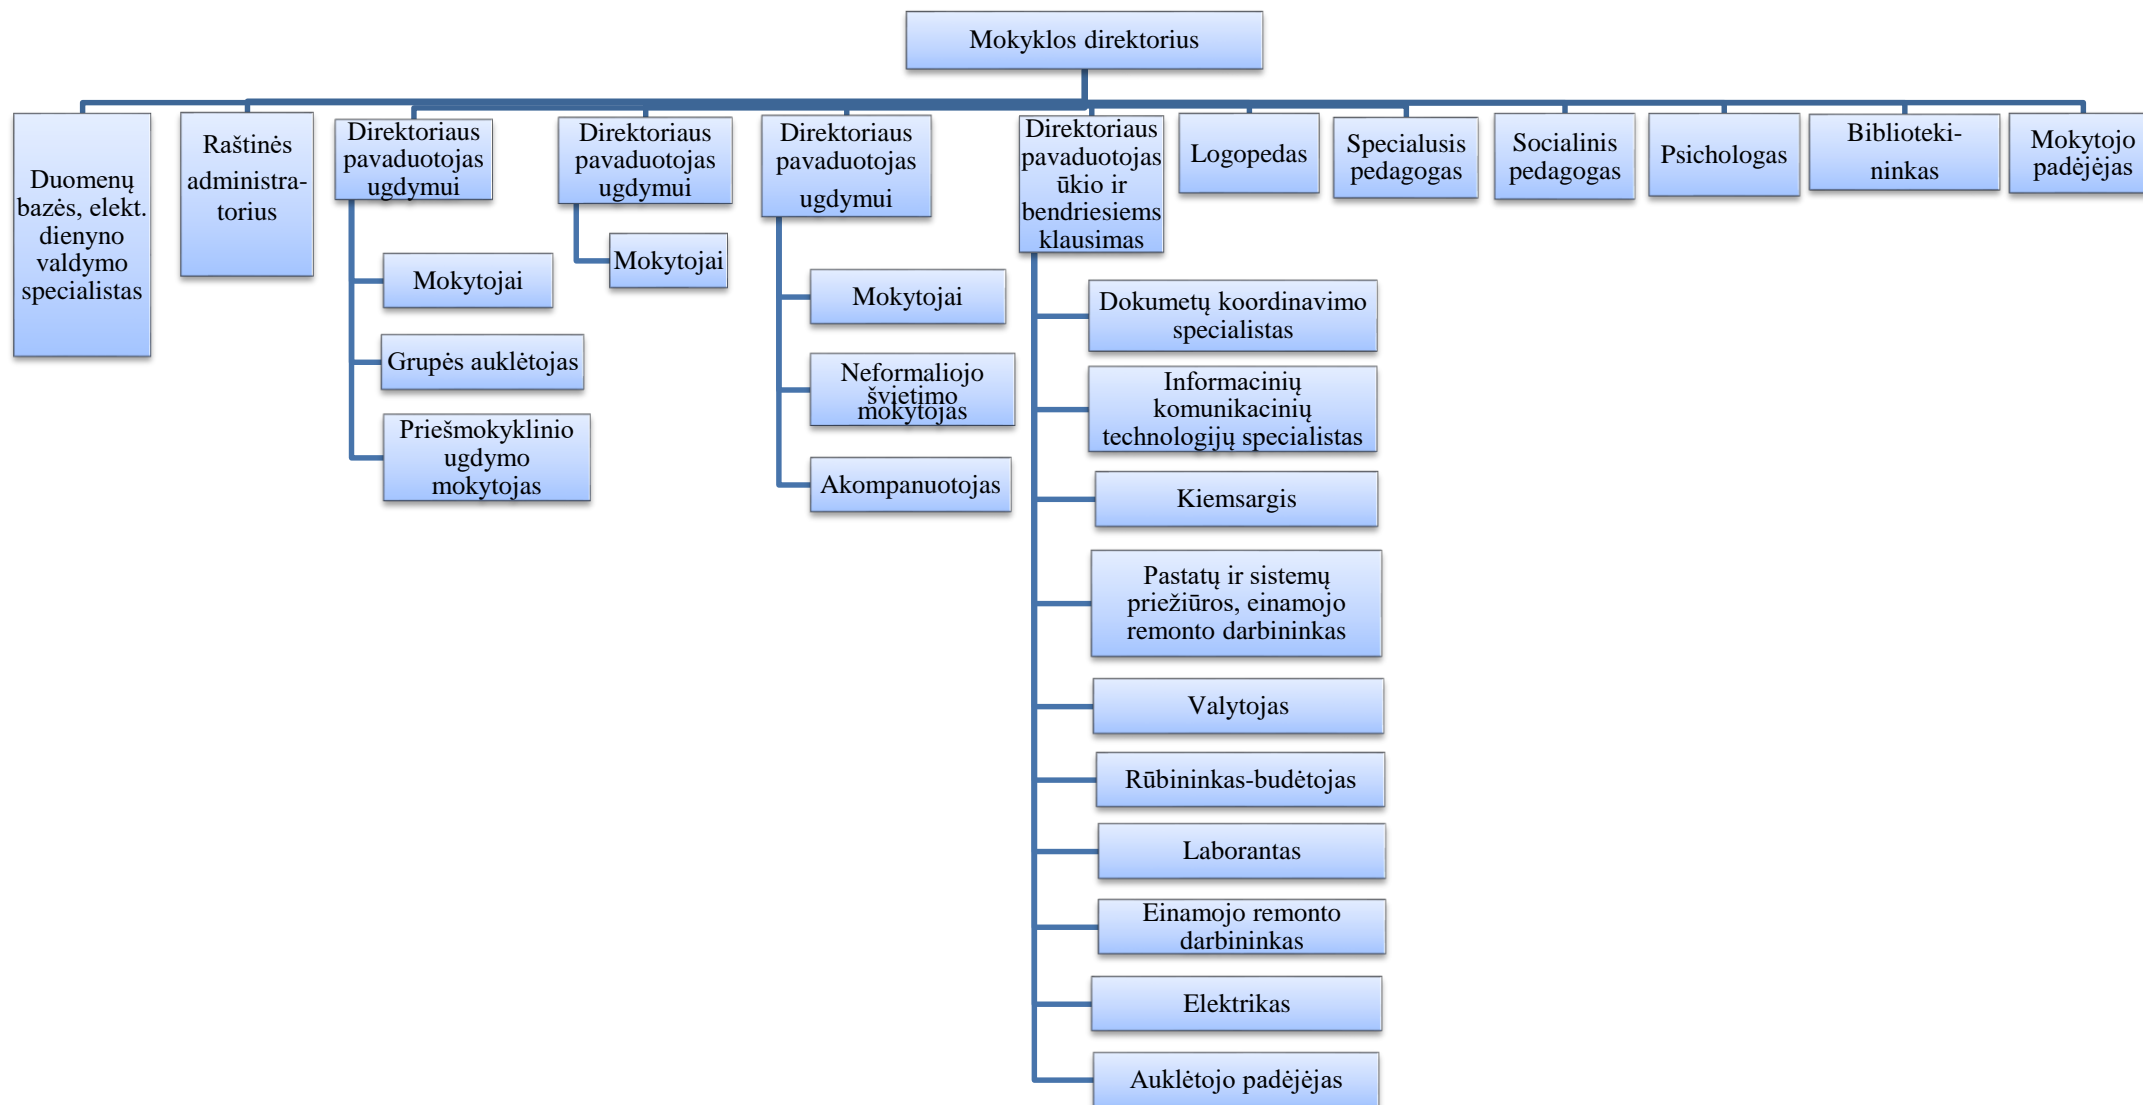 Mokyklos direktorius
Duomenų
bazės, elekt.
dienyno
valdymo
specialistas
Raštinės
administra-
torius
Direktoriaus
pavaduotojas
ugdymui
Mokytojai
Grupės auklėtojas
Priešmokyklinio
ugdymo
mokytojas
Direktoriaus
pavaduotojas
ugdymui
Mokytojai
Direktoriaus
pavaduotojas
ugdymui
Mokytojai
Neformaliojo
švietimo
mokytojas
Akompanuotojas
Direktoriaus
pavaduotojas
ūkio ir
bendriesiems
klausimas
Dokumetų koordinavimo
specialistas
Informacinių
komunikacinių
technologijų specialistas
Kiemsargis
Pastatų ir sistemų
priežiūros, einamojo
remonto darbininkas
Valytojas
Rūbininkas-budėtojas
Laborantas
Einamojo remonto
darbininkas
Elektrikas
Auklėtojo padėjėjas
Logopedas
Specialusis
pedagogas
Socialinis
pedagogas
Psichologas
Biblioteki-
ninkas
Mokytojo
padėjėjas